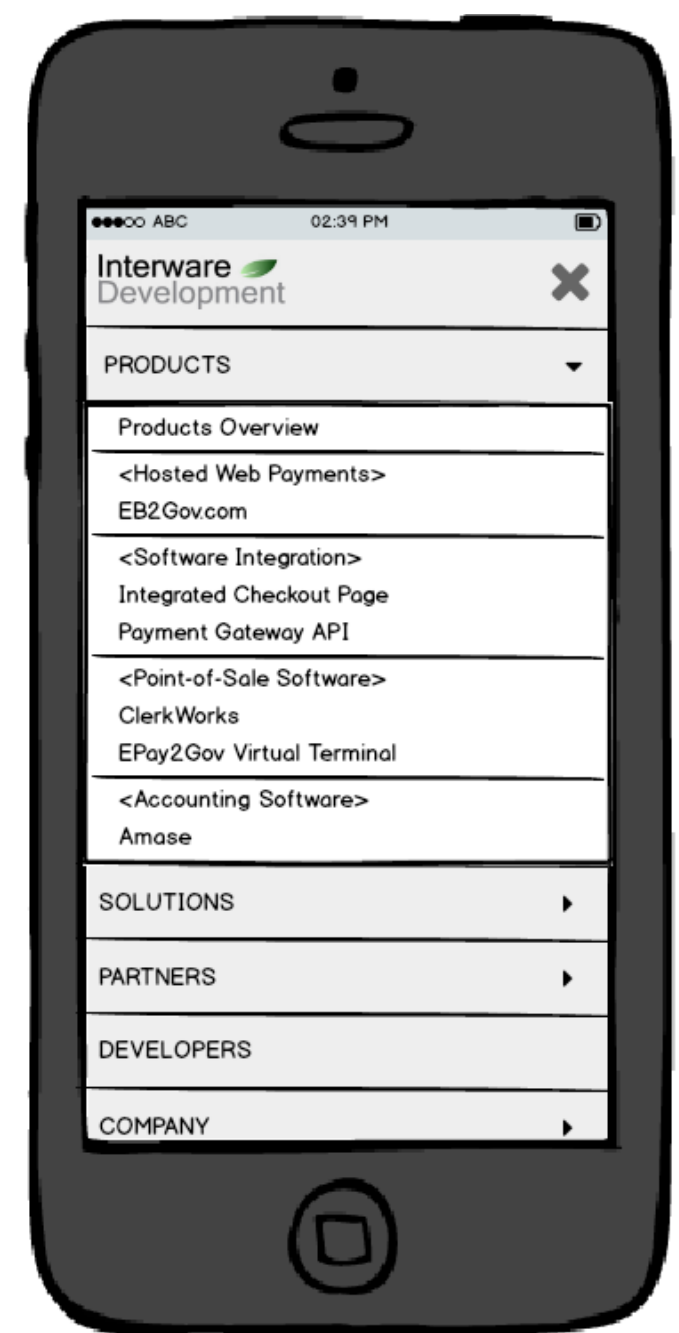 ABC 02:39 PM
Interware
Development
PRODUCTS
Products Overview
<Hosted Web Payments>
EB2Gov.com
<Software Integration>
Integrated Checkout Page
Payment Gateway API
<Point-of-Sale Software>
ClerkWorks
EPay2Gov Virtual Terminal
<Accounting Software>
Amase
SOLUTIONS
PARTNERS
DEVELOPERS
COMPANY